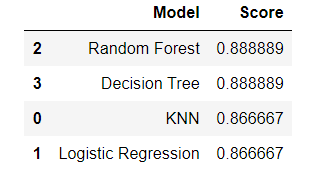 Model Score
2 Random Forest 0.888889
3 Decision Tree 0.888889
0 KNN 0.866667
1 Logistic Regression 0.866667